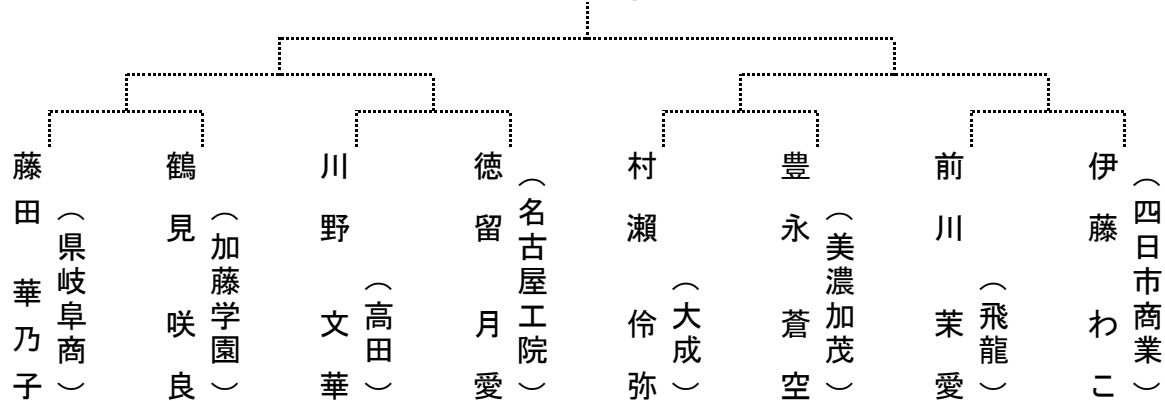 藤田 華乃子
（県岐阜商）
鶴見 咲良
（加藤学園）
川野 文華
（高田）
徳留 月愛
（名古屋工院）
村瀬 伶弥
（大成）
豊永 蒼空
（美濃加茂）
前川 茉愛
（飛龍）
伊藤 わこ
（四日市商業）